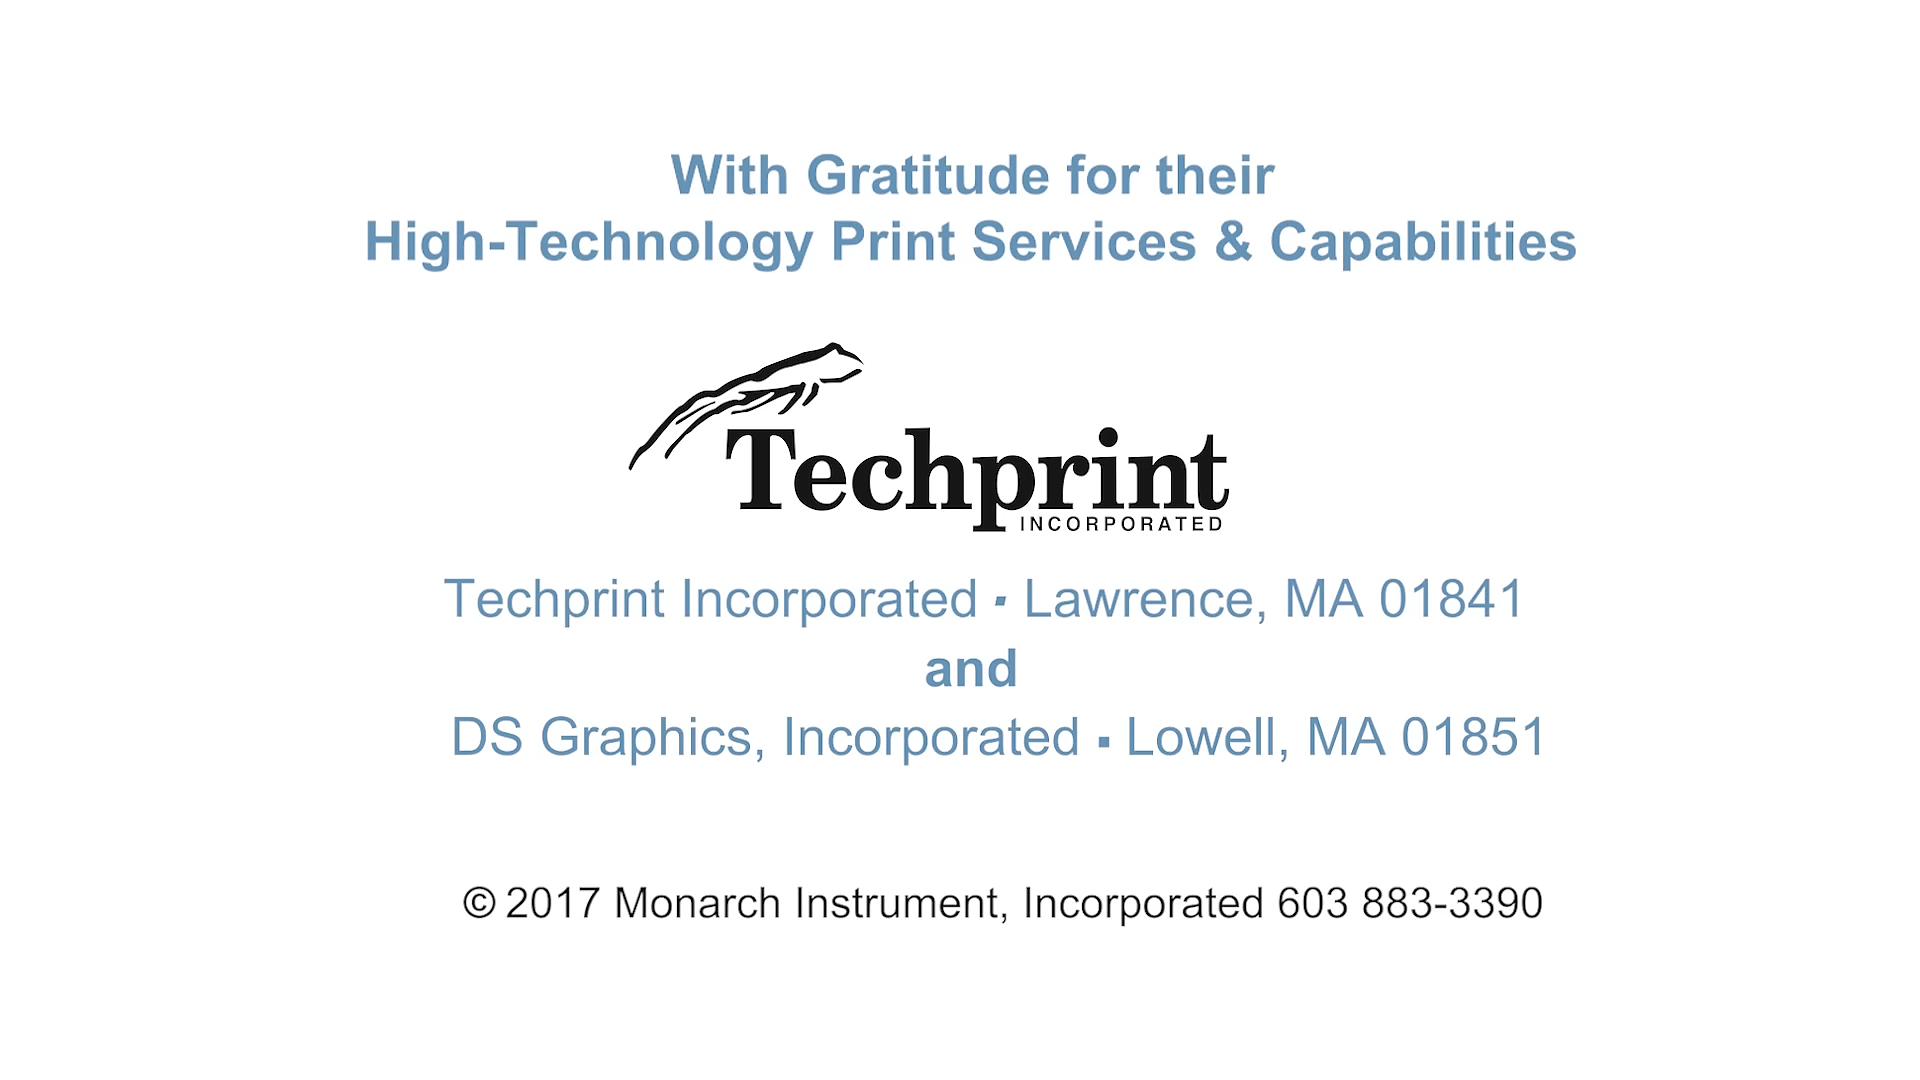 With Gratitude for their
High-Technology Print Services & Capabilities
Techprint
INCORPORATED
Techprint Incorporated ▪ Lawrence, MA 01841
and
DS Graphics, Incorporated ▪ Lowell, MA 01851
© 2017 Monarch Instrument, Incorporated 603 883-3390